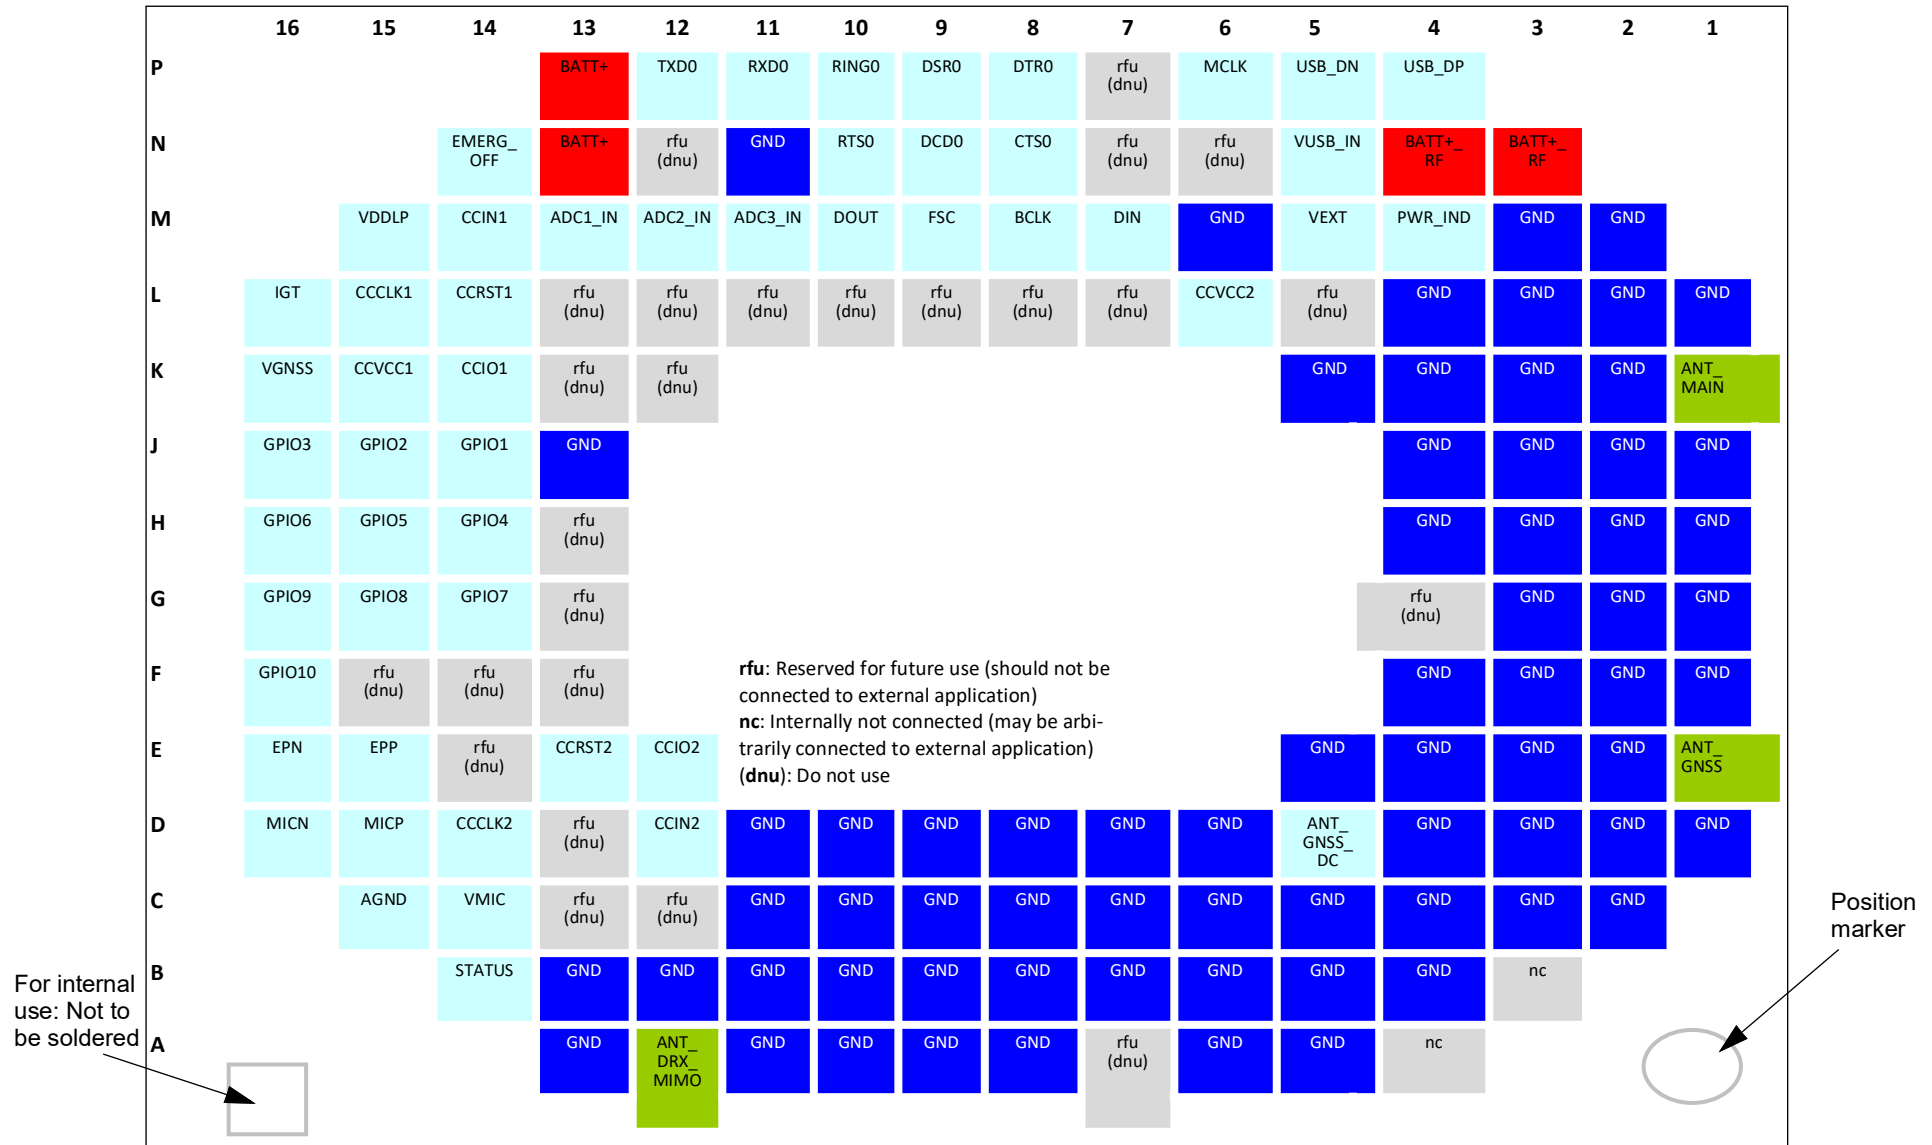 16 15 14 13 12 11 10 9 8 7 6 5 4 3 2 1
P BATT+ TXD0 RXD0 RING0 DSR0 DTR0 rfu (dnu) MCLK USB_DN USB_DP
N EMERG_ OFF BATT+ rfu (dnu) GND RTS0 DCD0 CTS0 rfu (dnu) rfu (dnu) VUSB_IN BATT+_ RF BATT+_ RF
M VDDLP CCIN1 ADC1_IN ADC2_IN ADC3_IN DOUT FSC BCLK DIN GND VEXT PWR_IND GND GND
L IGT CCCLK1 CCRST1 rfu (dnu) rfu (dnu) rfu (dnu) rfu (dnu) rfu (dnu) rfu (dnu) rfu (dnu) CCVCC2 rfu (dnu) GND GND GND GND
K VGNSS CCVCC1 CCIO1 rfu (dnu) rfu (dnu) GND GND GND GND ANT_ MAIN
J GPIO3 GPIO2 GPIO1 GND GND GND GND GND
H GPIO6 GPIO5 GPIO4 rfu (dnu) GND GND GND GND
G GPIO9 GPIO8 GPIO7 rfu (dnu) rfu (dnu) GND GND GND
F GPIO10 rfu (dnu) rfu (dnu) rfu (dnu) GND GND GND GND
rfu: Reserved for future use (should not be
connected to external application)
nc: Internally not connected (may be arbi-
trarily connected to external application)
(dnu): Do not use
E EPN EPP rfu (dnu) CCRST2 CCIO2 GND GND GND GND ANT_ GNSS
D MICN MICP CCCLK2 rfu (dnu) CCIN2 GND GND GND GND GND GND ANT_ GNSS_ DC GND GND GND GND
C AGND VMIC rfu (dnu) rfu (dnu) GND GND GND GND GND GND GND GND GND GND
B STATUS GND GND GND GND GND GND GND GND GND GND nc
A GND ANT_ DRX_ MIMO GND GND GND GND rfu (dnu) GND GND nc
For internal
use: Not to
be soldered
Position
marker